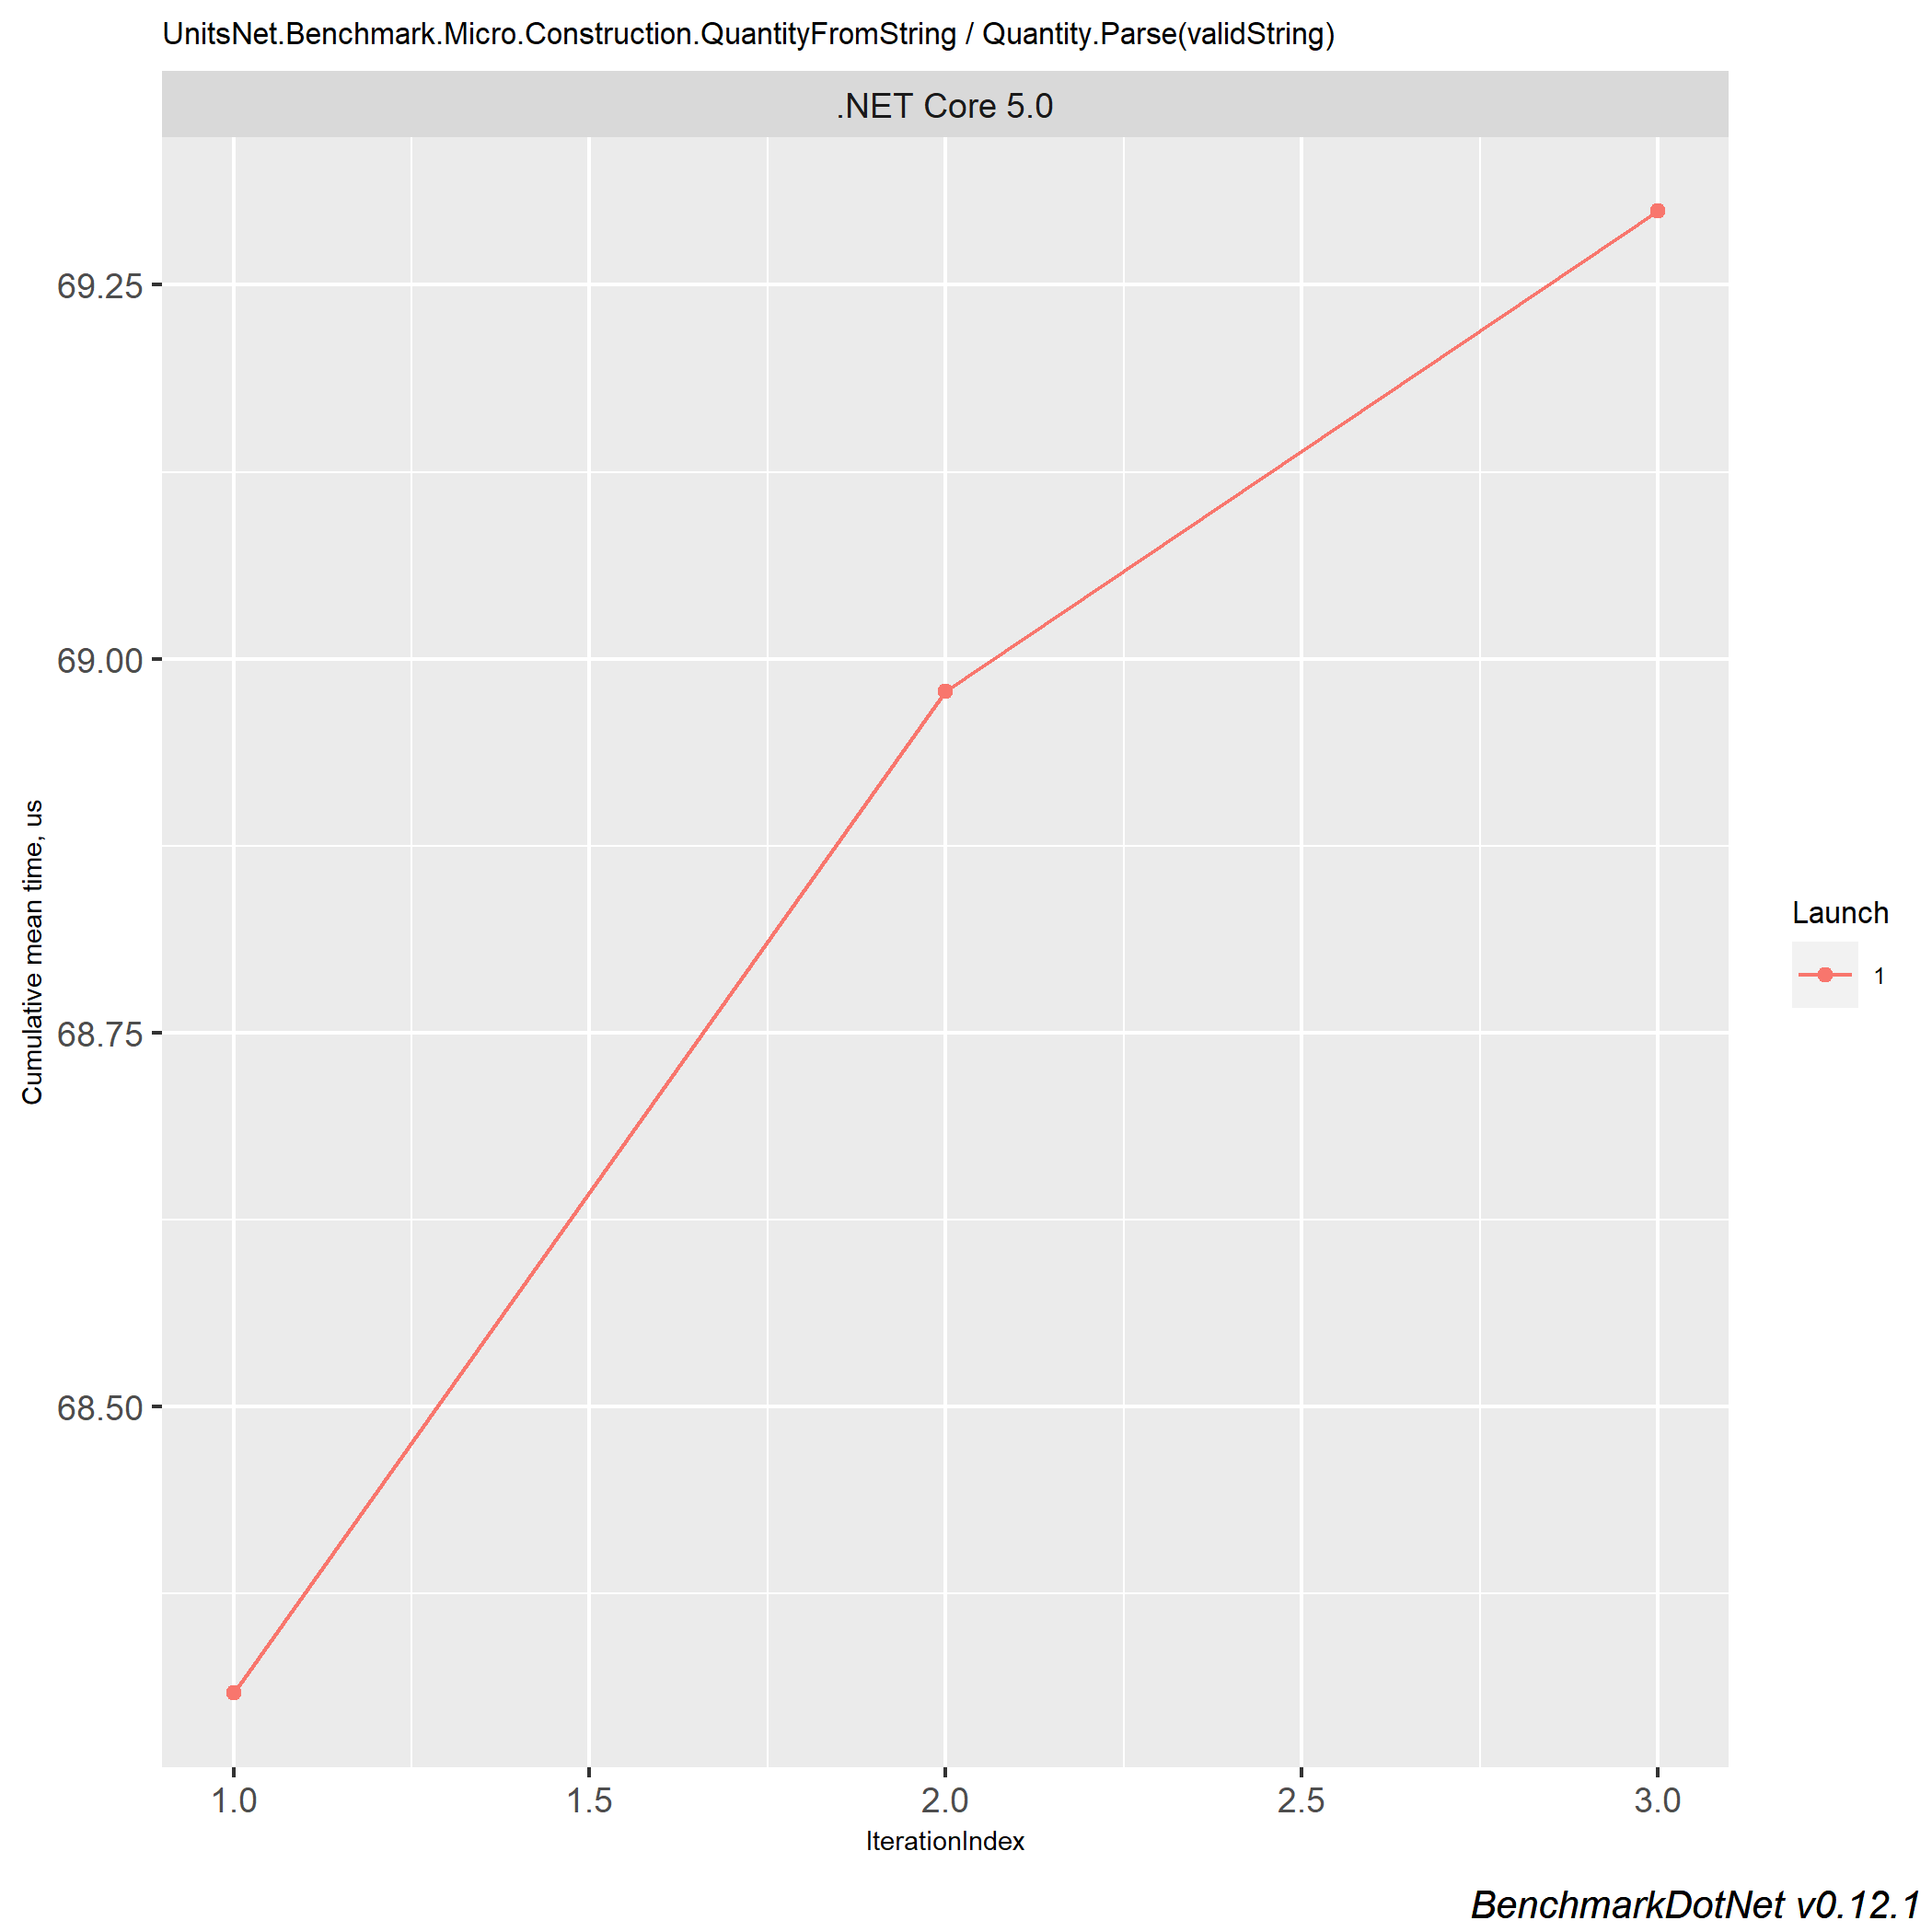 UnitsNet.Benchmark.Micro.Construction.QuantityFromString / Quantity.Parse(validString)
.NET Core 5.0
69.25
69.00
68.75
68.50
Cumulative mean time, us
1.0 1.5 2.0 2.5 3.0
IterationIndex
Launch
1
BenchmarkDotNet v0.12.1